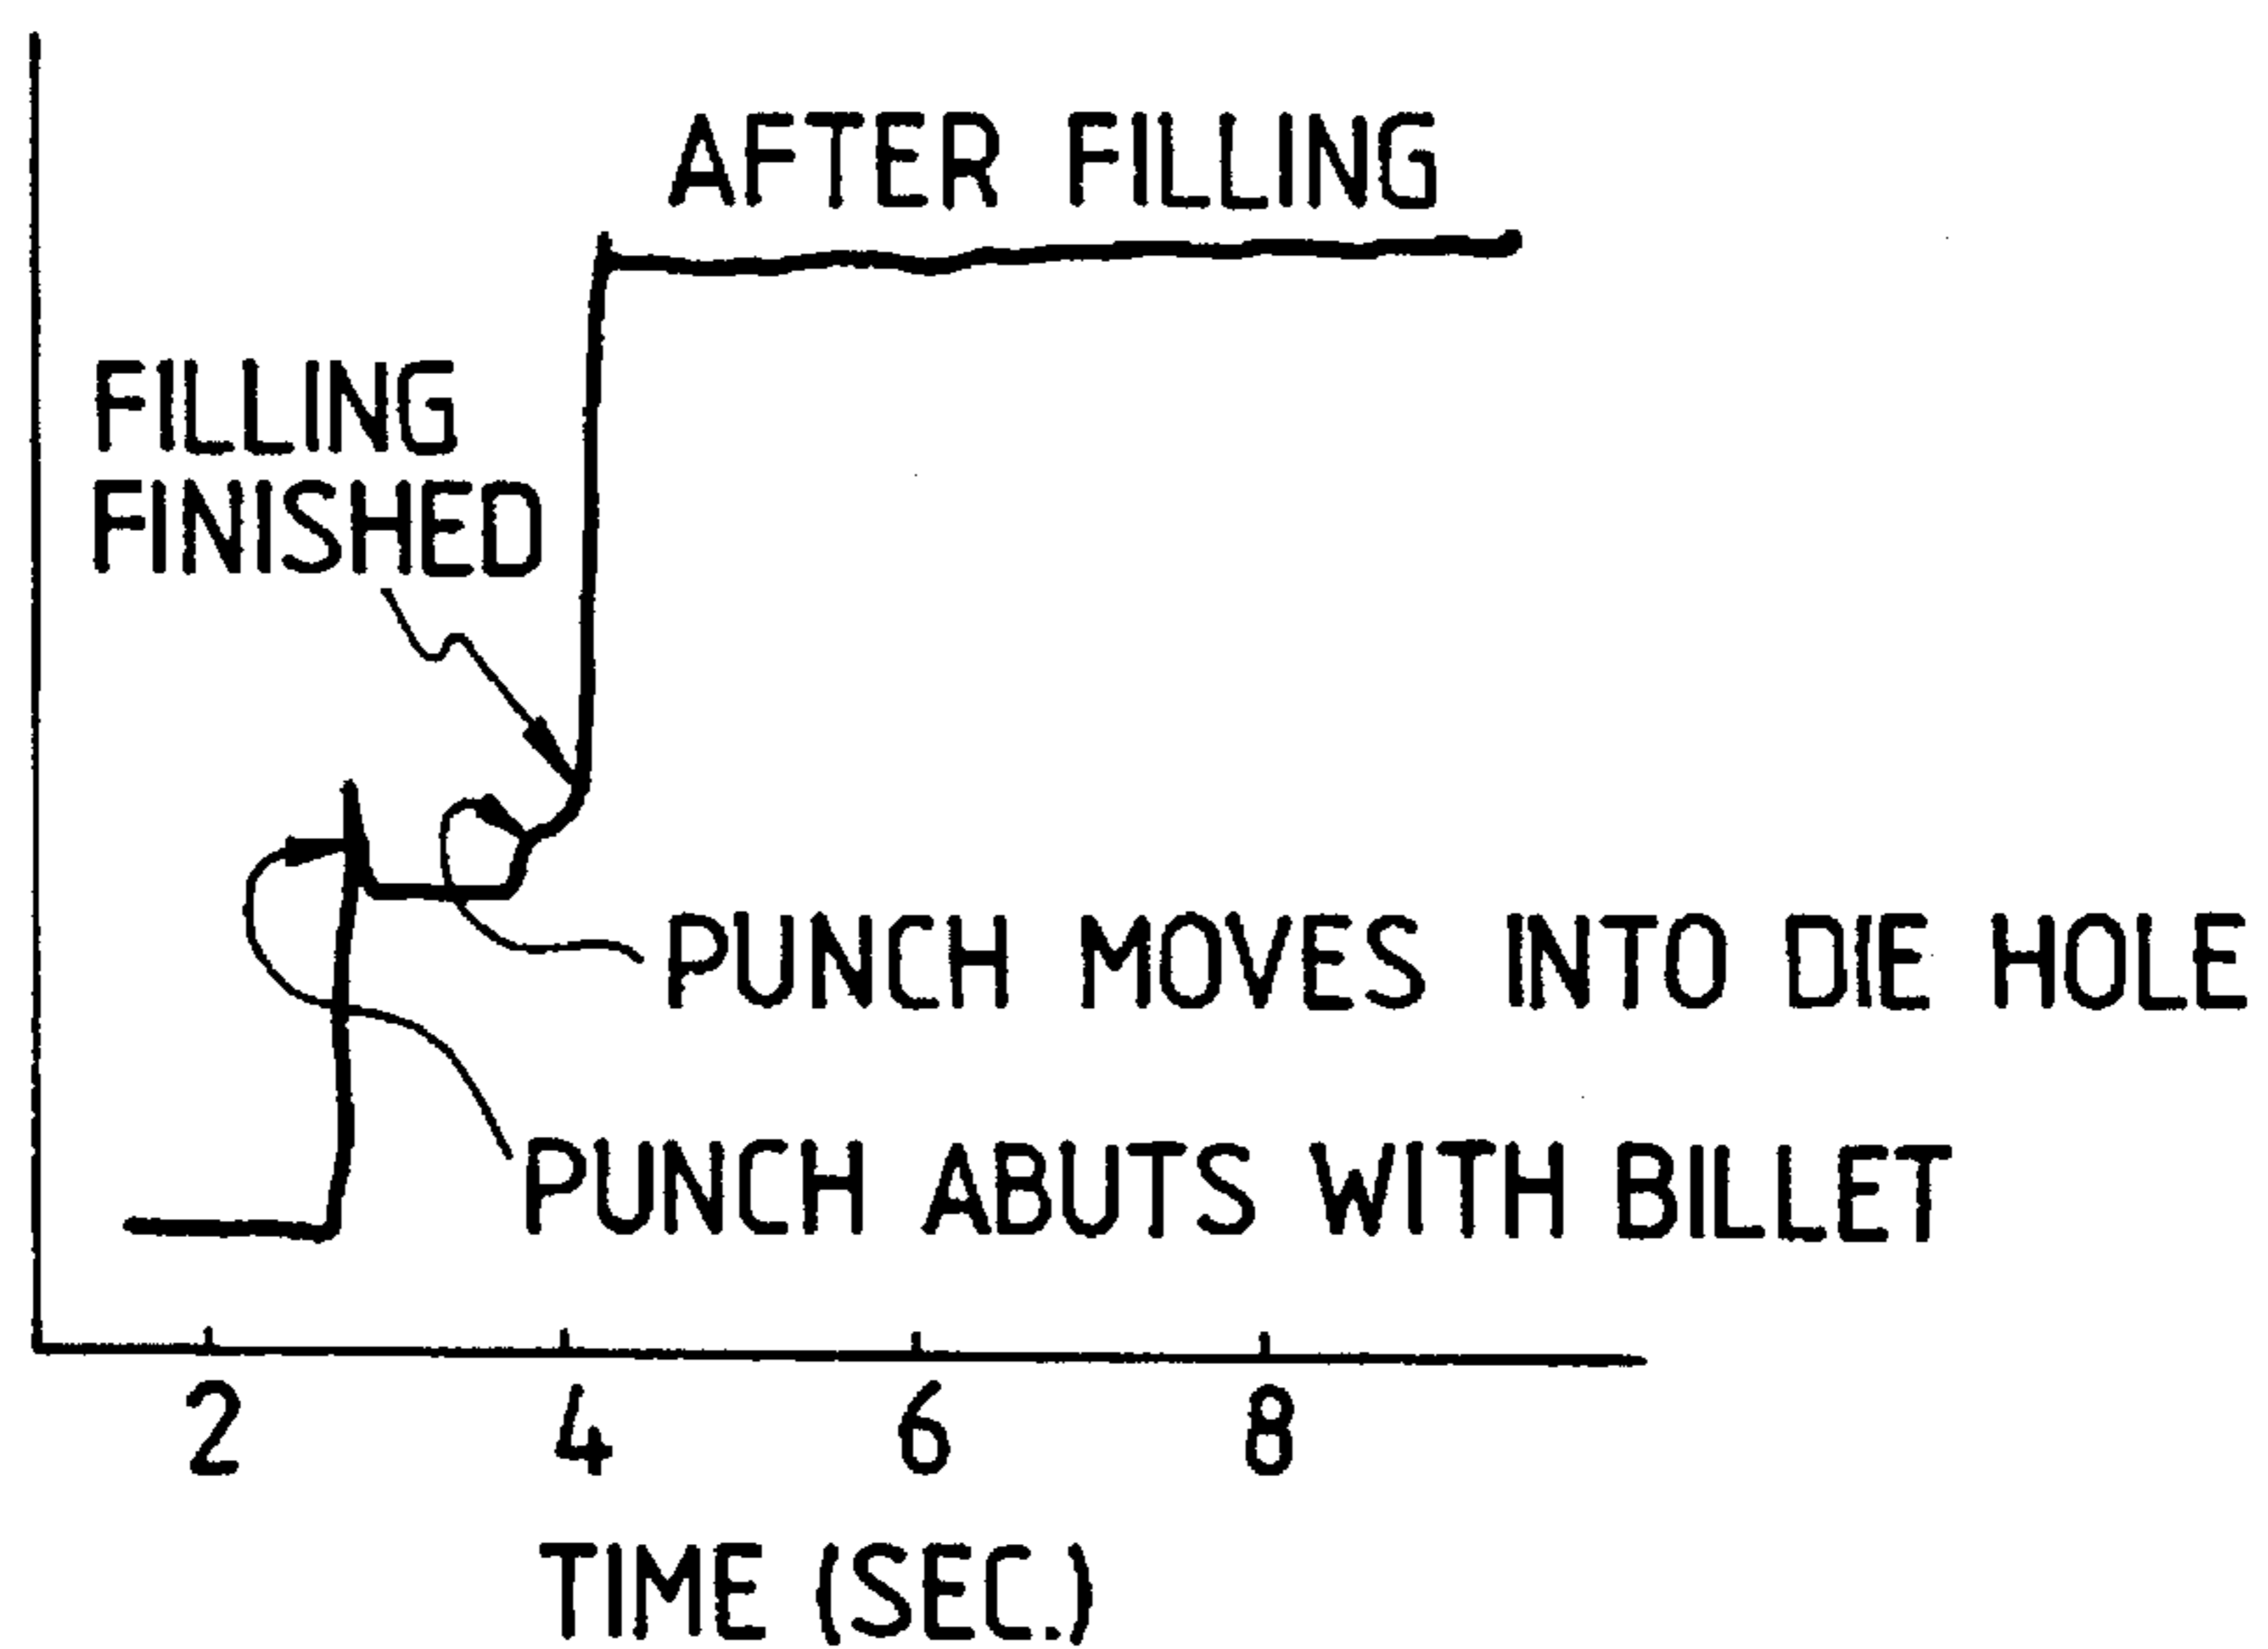 AFTER FILLING
FILLING
FINISHED
PUNCH MOVES INTO DIE HOLE
PUNCH ABUTS WITH BILLET
2 4 6 8
TIME (SEC.)